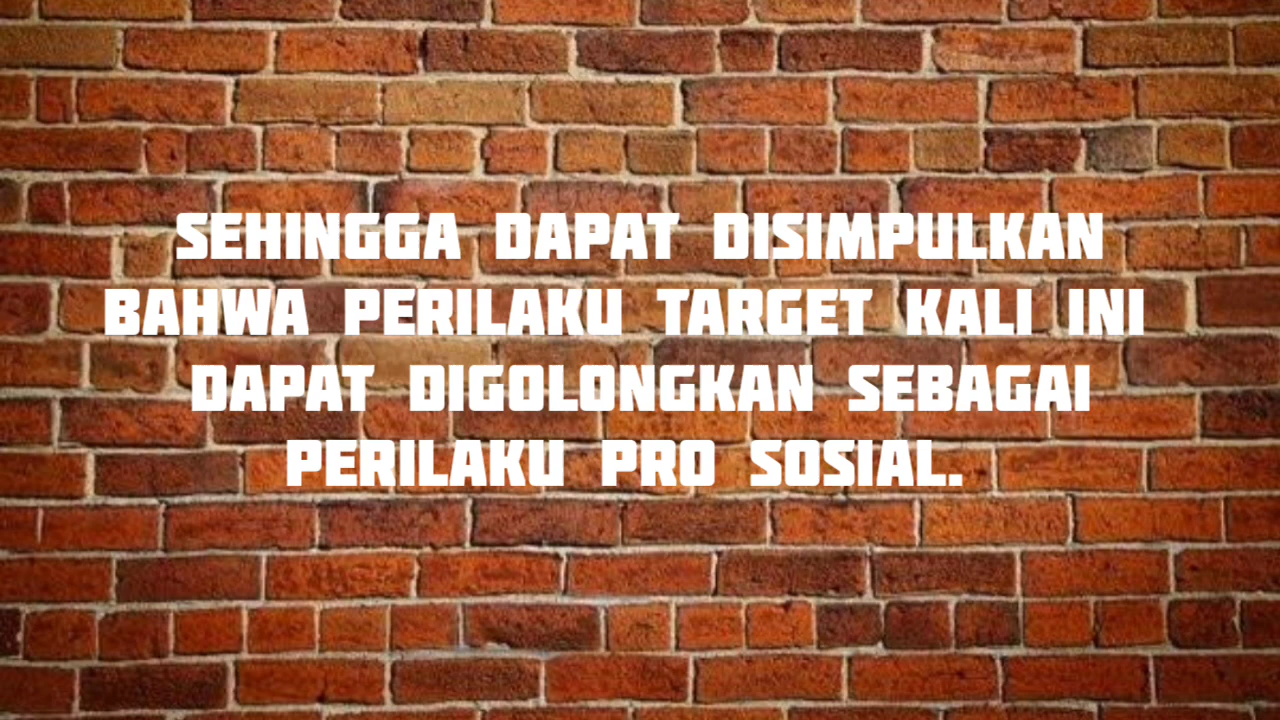 SEHINGGA DAPAT DISIMPULKAN
BAHWA PERILAKU TARGET KALI INI
DAPAT DIGOLONGKAN SEBAGAI
PERILAKU PRO SOSIAL.